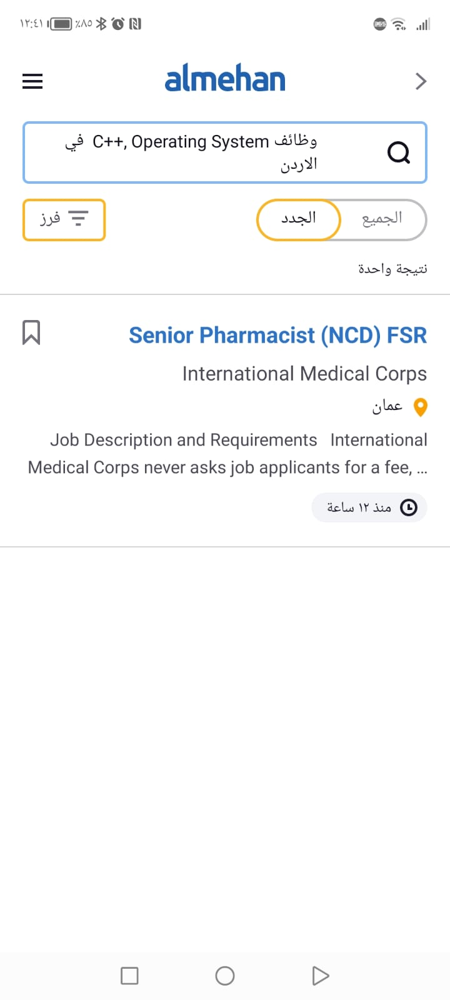 ١٢:٤١ ٪٨٥ 365
almehan
وظائف C++, Operating System في
الاردن
الجميع الجدد فرز
نتيجة واحدة
Senior Pharmacist (NCD) FSR
International Medical Corps
عمان
Job Description and Requirements International
Medical Corps never asks job applicants for a fee, ...
منذ ١٢ ساعة